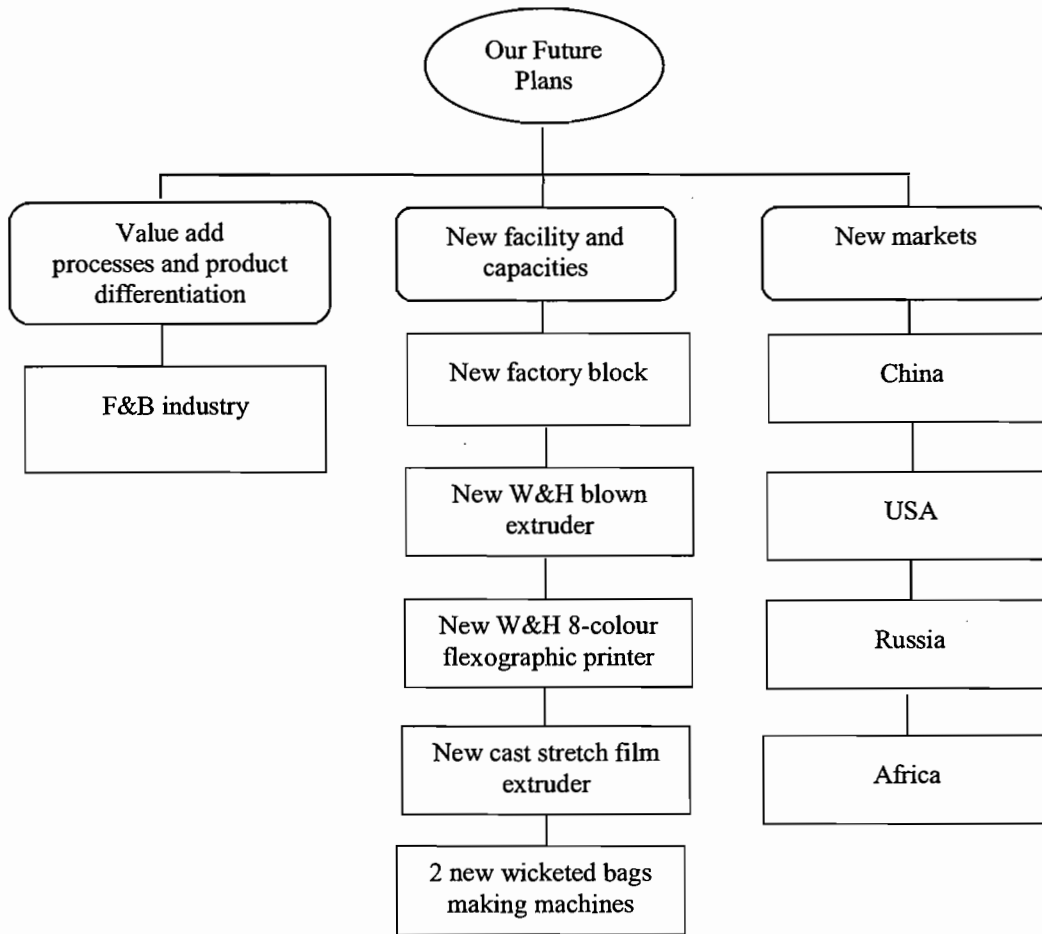 Our Future
Plans
Value add
processes and product
differentiation
F&B industry
New facility and
capacities
New factory block
New W&H blown
extruder
New W&H 8-colour
flexographic printer
New cast stretch film
extruder
2 new wicketed bags
making machines
New markets
China
USA
Russia
Africa